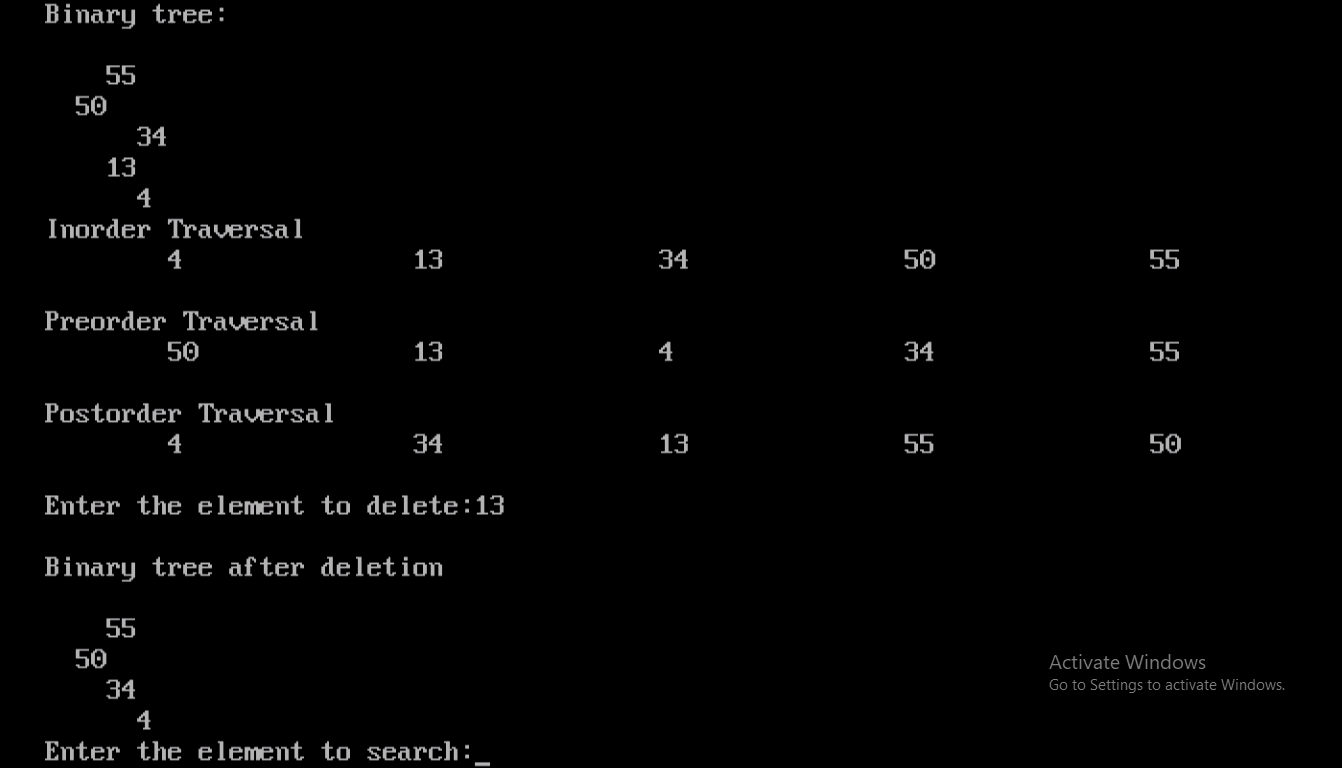 Binary tree:
55
50
34
13
4
Inorder Traversal
4 13 34 50 55
Preorder Traversal
50 13 4 34 55
Postorder Traversal
4 34 13 55 50
Enter the element to delete:13
Binary tree after deletion
55
50
34
4
Enter the element to search:_
Activate Windows
Go to Settings to activate Windows.